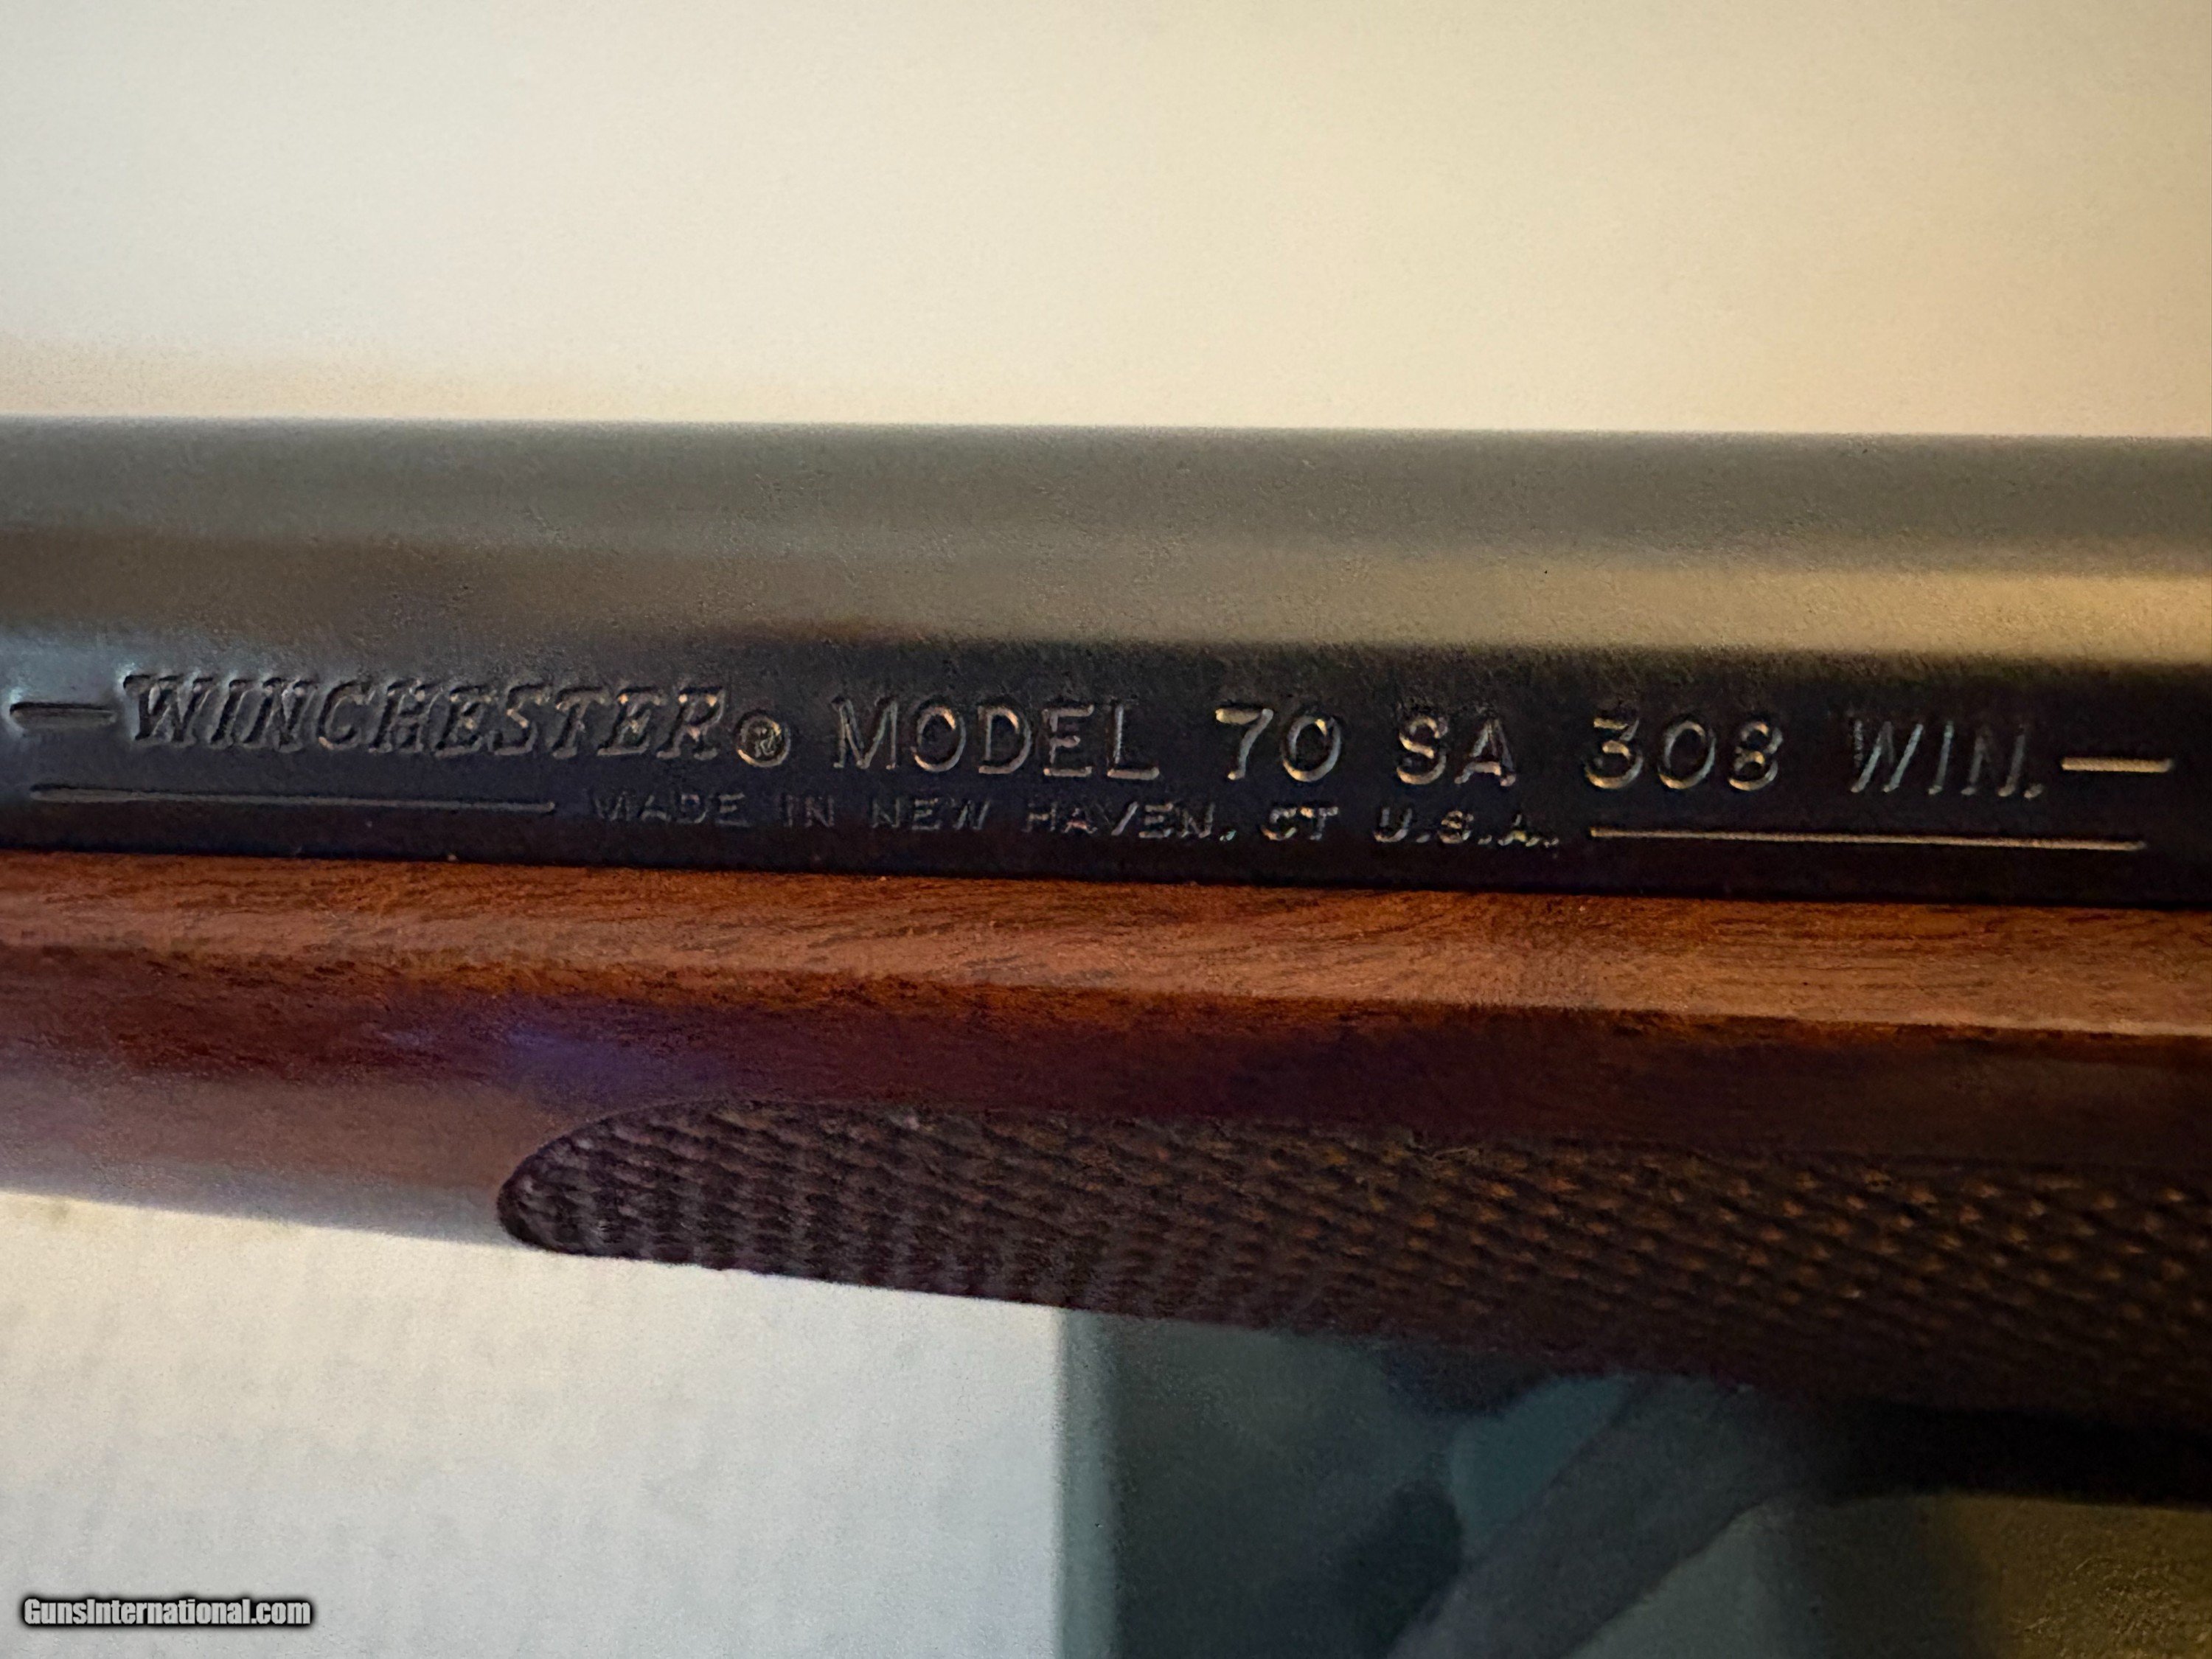 WINCHESTER® MODEL 70 SA 308 WIN.
MADE IN NEW HAVEN, CT U.S.A.
GunsInternational.com